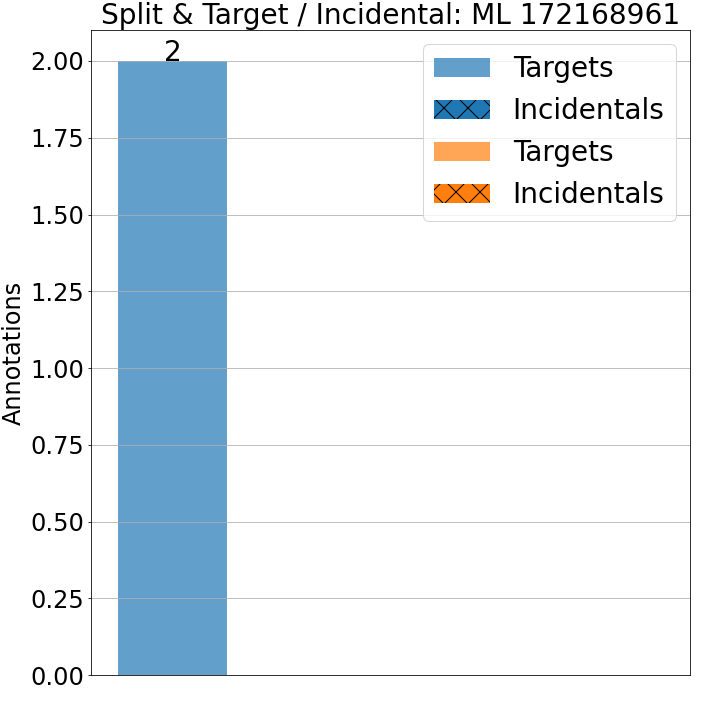 Split & Target / Incidental: ML 172168961
2
Targets
Incidentals
Targets
Incidentals
Annotations
2.00
1.75
1.50
1.25
1.00
0.75
0.50
0.25
0.00